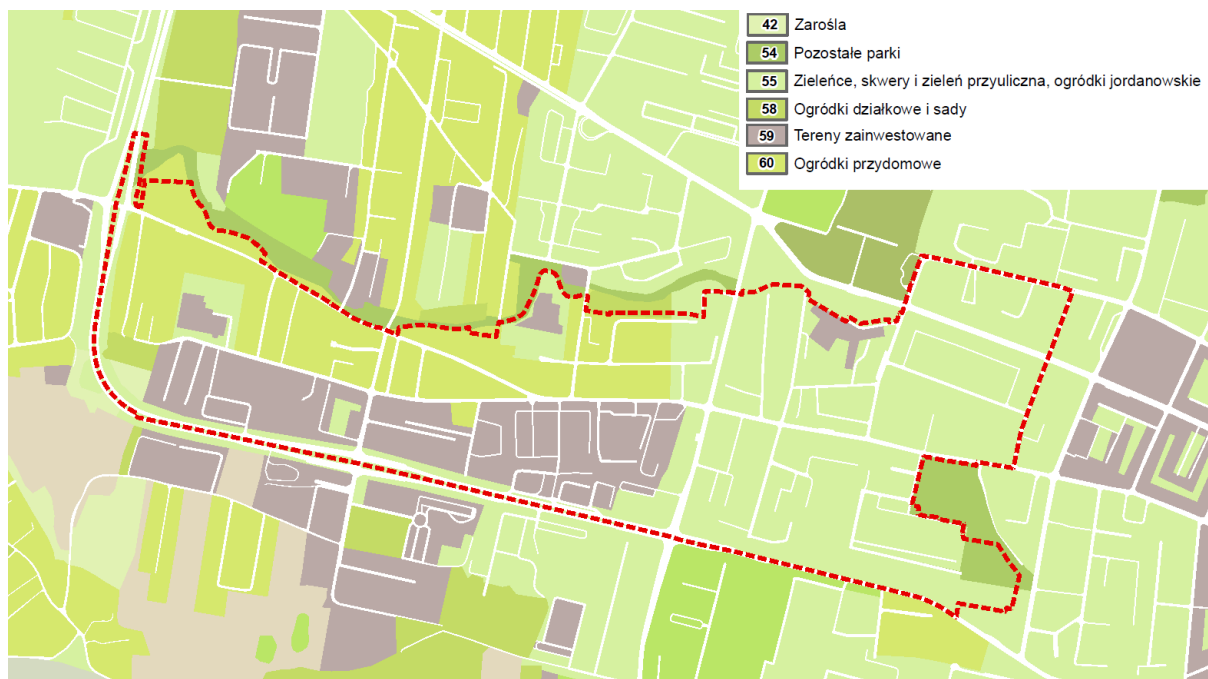 42 Zarośla
54 Pozostałe parki
55 Zieleńce, skwery i zieleń przyuliczna, ogródki jordanowskie
58 Ogródki działkowe i sady
59 Tereny zainwestowane
60 Ogródki przydomowe